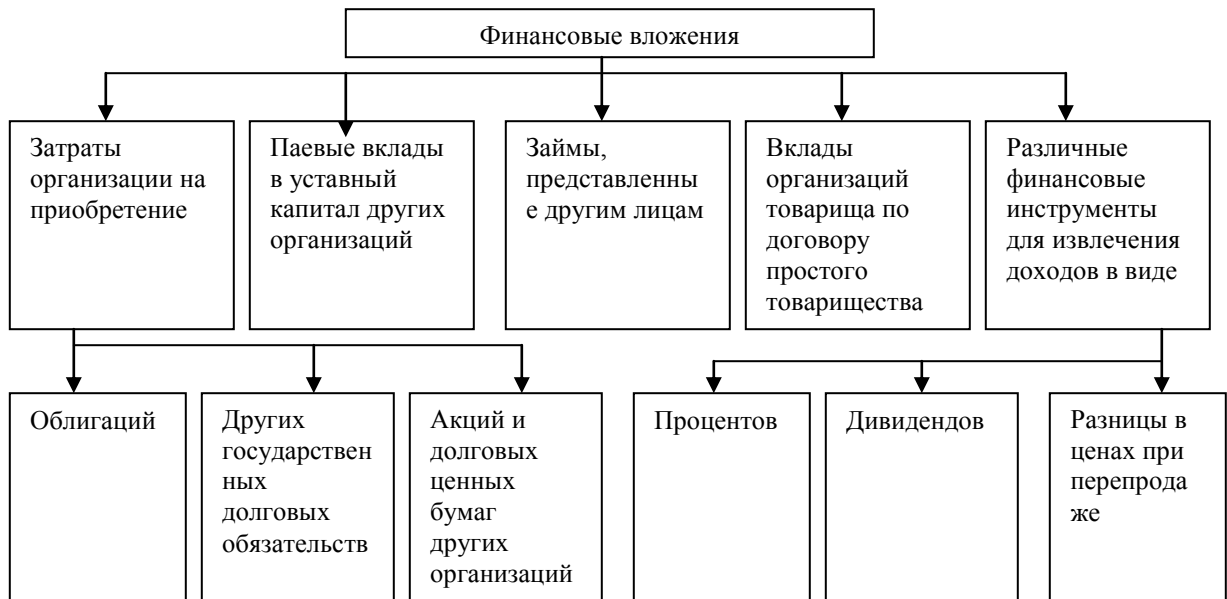 Финансовые вложения
Затраты
организации на
приобретение
Паевые вклады
в уставный
капитал других
организаций
Займы,
представленны
е другим лицам
Вклады
организаций
товарища по
договору
простого
товарищества
Различные
финансовые
инструменты
для извлечения
доходов в виде
Облигаций
Других
государствен
ных
долговых
обязательств
Акций и
долговых
ценных
бумаг
других
организаций
Процентов
Дивидендов
Разницы в
ценах при
перепрода
же